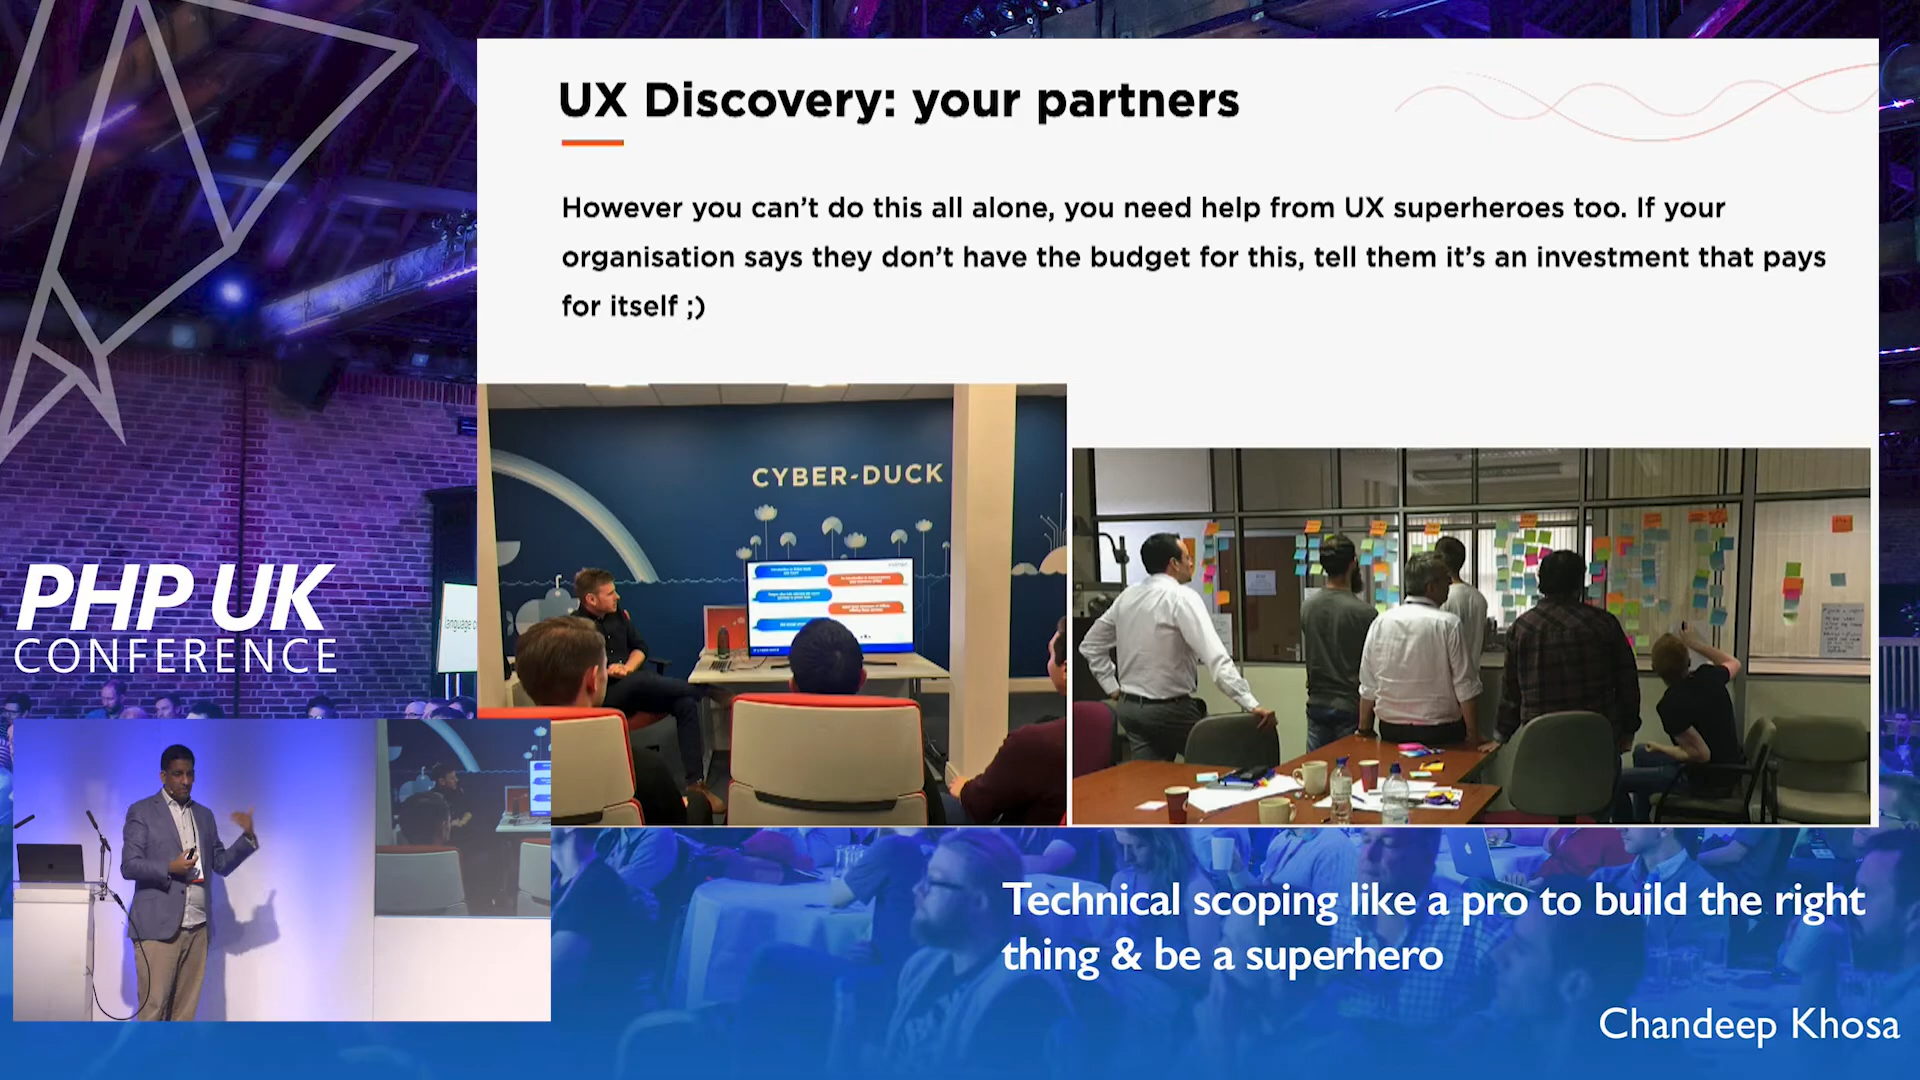 UX Discovery: your partners
However you can't do this all alone, you need help from UX superheroes too. If your
organisation says they don't have the budget for this, tell them it's an investment that pays
for itself ;)
CYBER-DUCK
PHP UK
CONFERENCE
language
Technical scoping like a pro to build the right
thing & be a superhero
Chandeep Khosa